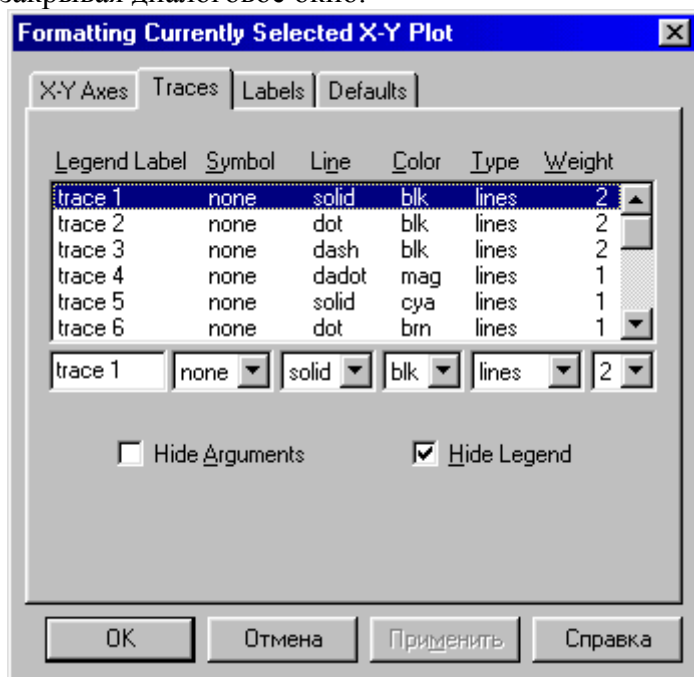 закрывая диалоговое окно.
Formatting Currently Selected X-Y Plot
X-Y Axes Traces Labels Defaults
Legend Label Symbol Line Color Type Weight
trace 1 none solid blk lines 2
trace 2 none dot blk lines 2
trace 3 none dash blk lines 2
trace 4 none dadot mag lines 1
trace 5 none solid cya lines 1
trace 6 none dot brn lines 1
trace 1 none solid blk lines 2
Hide Arguments Hide Legend
OK Отмена Применить Справка